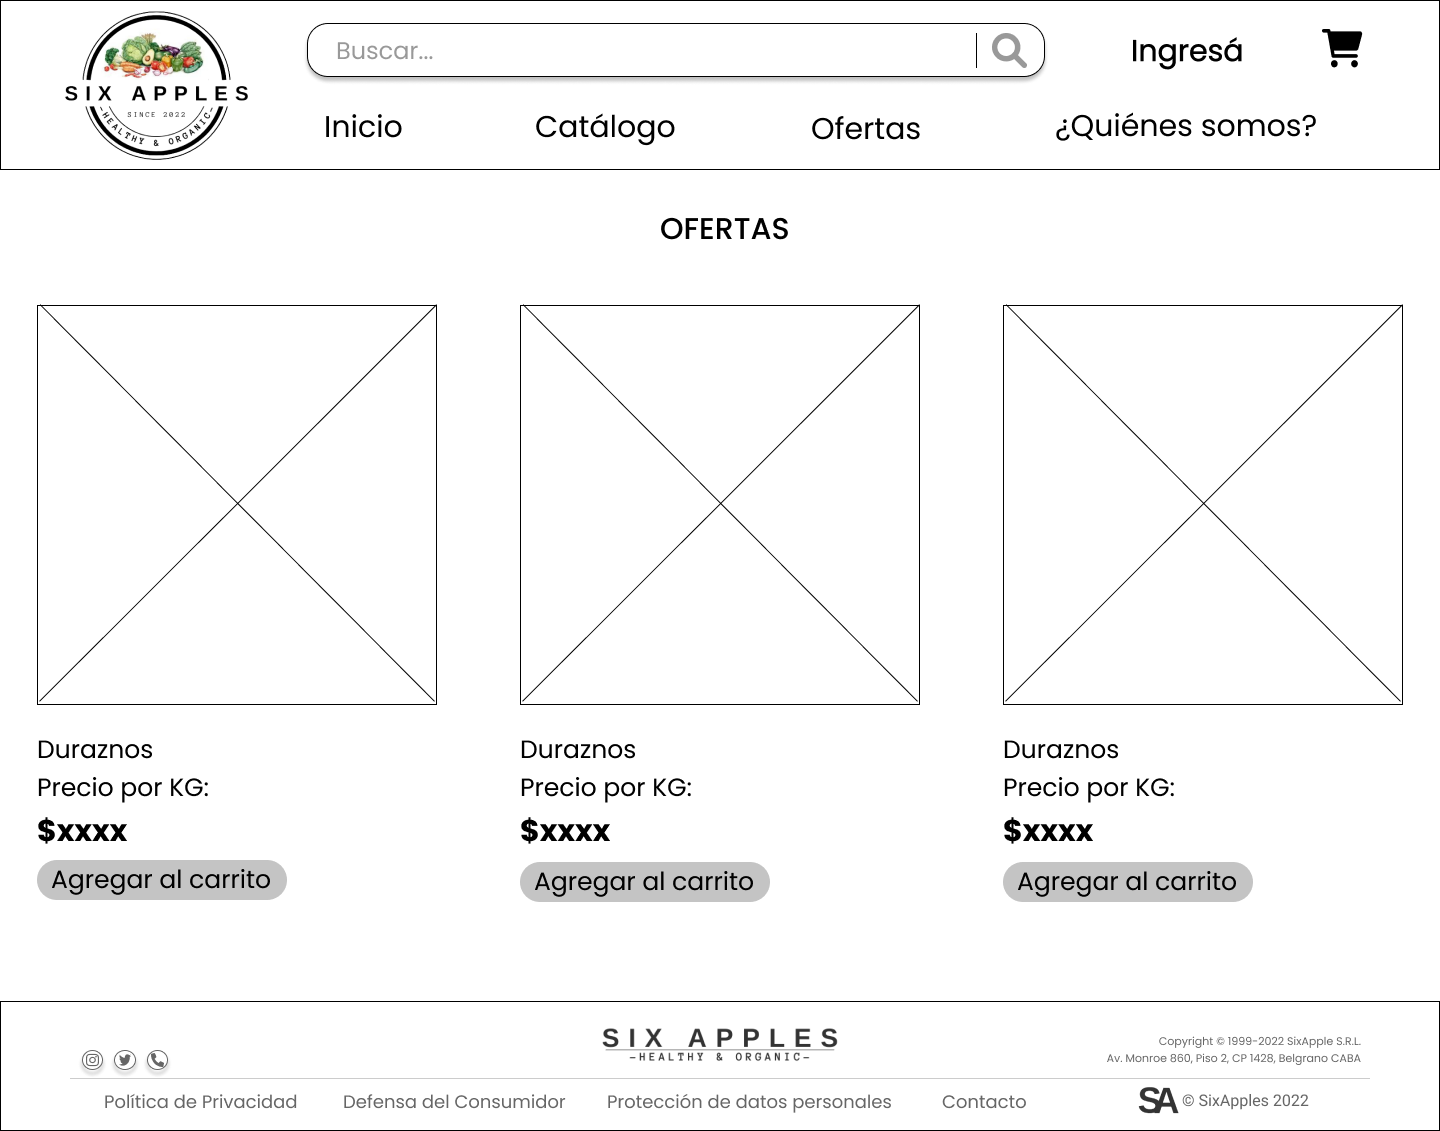 SIX APPLES
SINCE 2022
HEALTHY & ORGANIC
Buscar...
Ingresá
Inicio
Catálogo
Ofertas
¿Quiénes somos?
OFERTAS
Duraznos
Precio por KG:
$xxxx
Agregar al carrito
Duraznos
Precio por KG:
$xxxx
Agregar al carrito
Duraznos
Precio por KG:
$xxxx
Agregar al carrito
SIX APPLES
-HEALTHY & ORGANIC-
Copyright © 1999-2022 SixApple S.R.L.
Av. Monroe 860, Piso 2, CP 1428, Belgrano CABA
Política de Privacidad
Defensa del Consumidor
Protección de datos personales
Contacto
SA © SixApples 2022